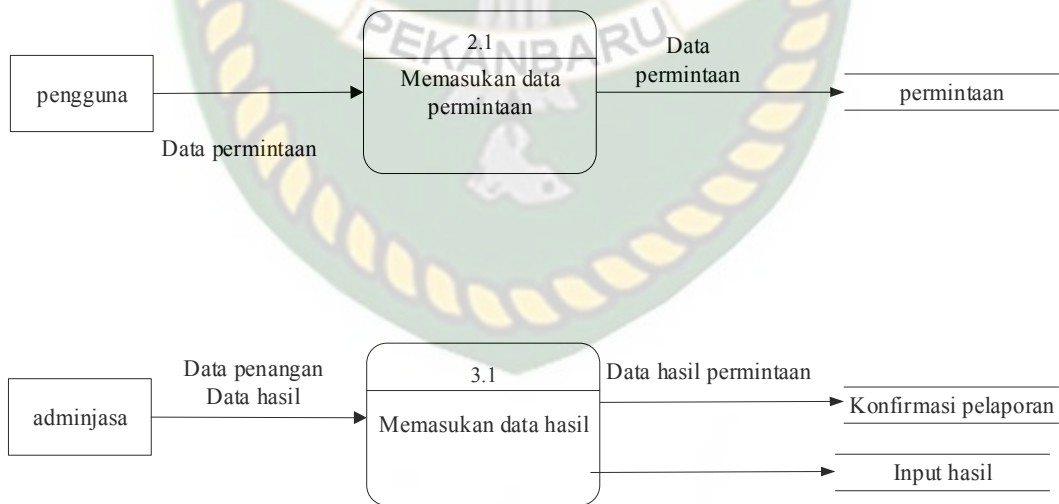 PEKANBARU
2.1
pengguna
Memasukan data
permintaan
Data
permintaan
permintaan
Data permintaan
3.1
adminjasa
Data penangan
Data hasil
Memasukan data hasil
Data hasil permintaan
Konfirmasi pelaporan
Input hasil